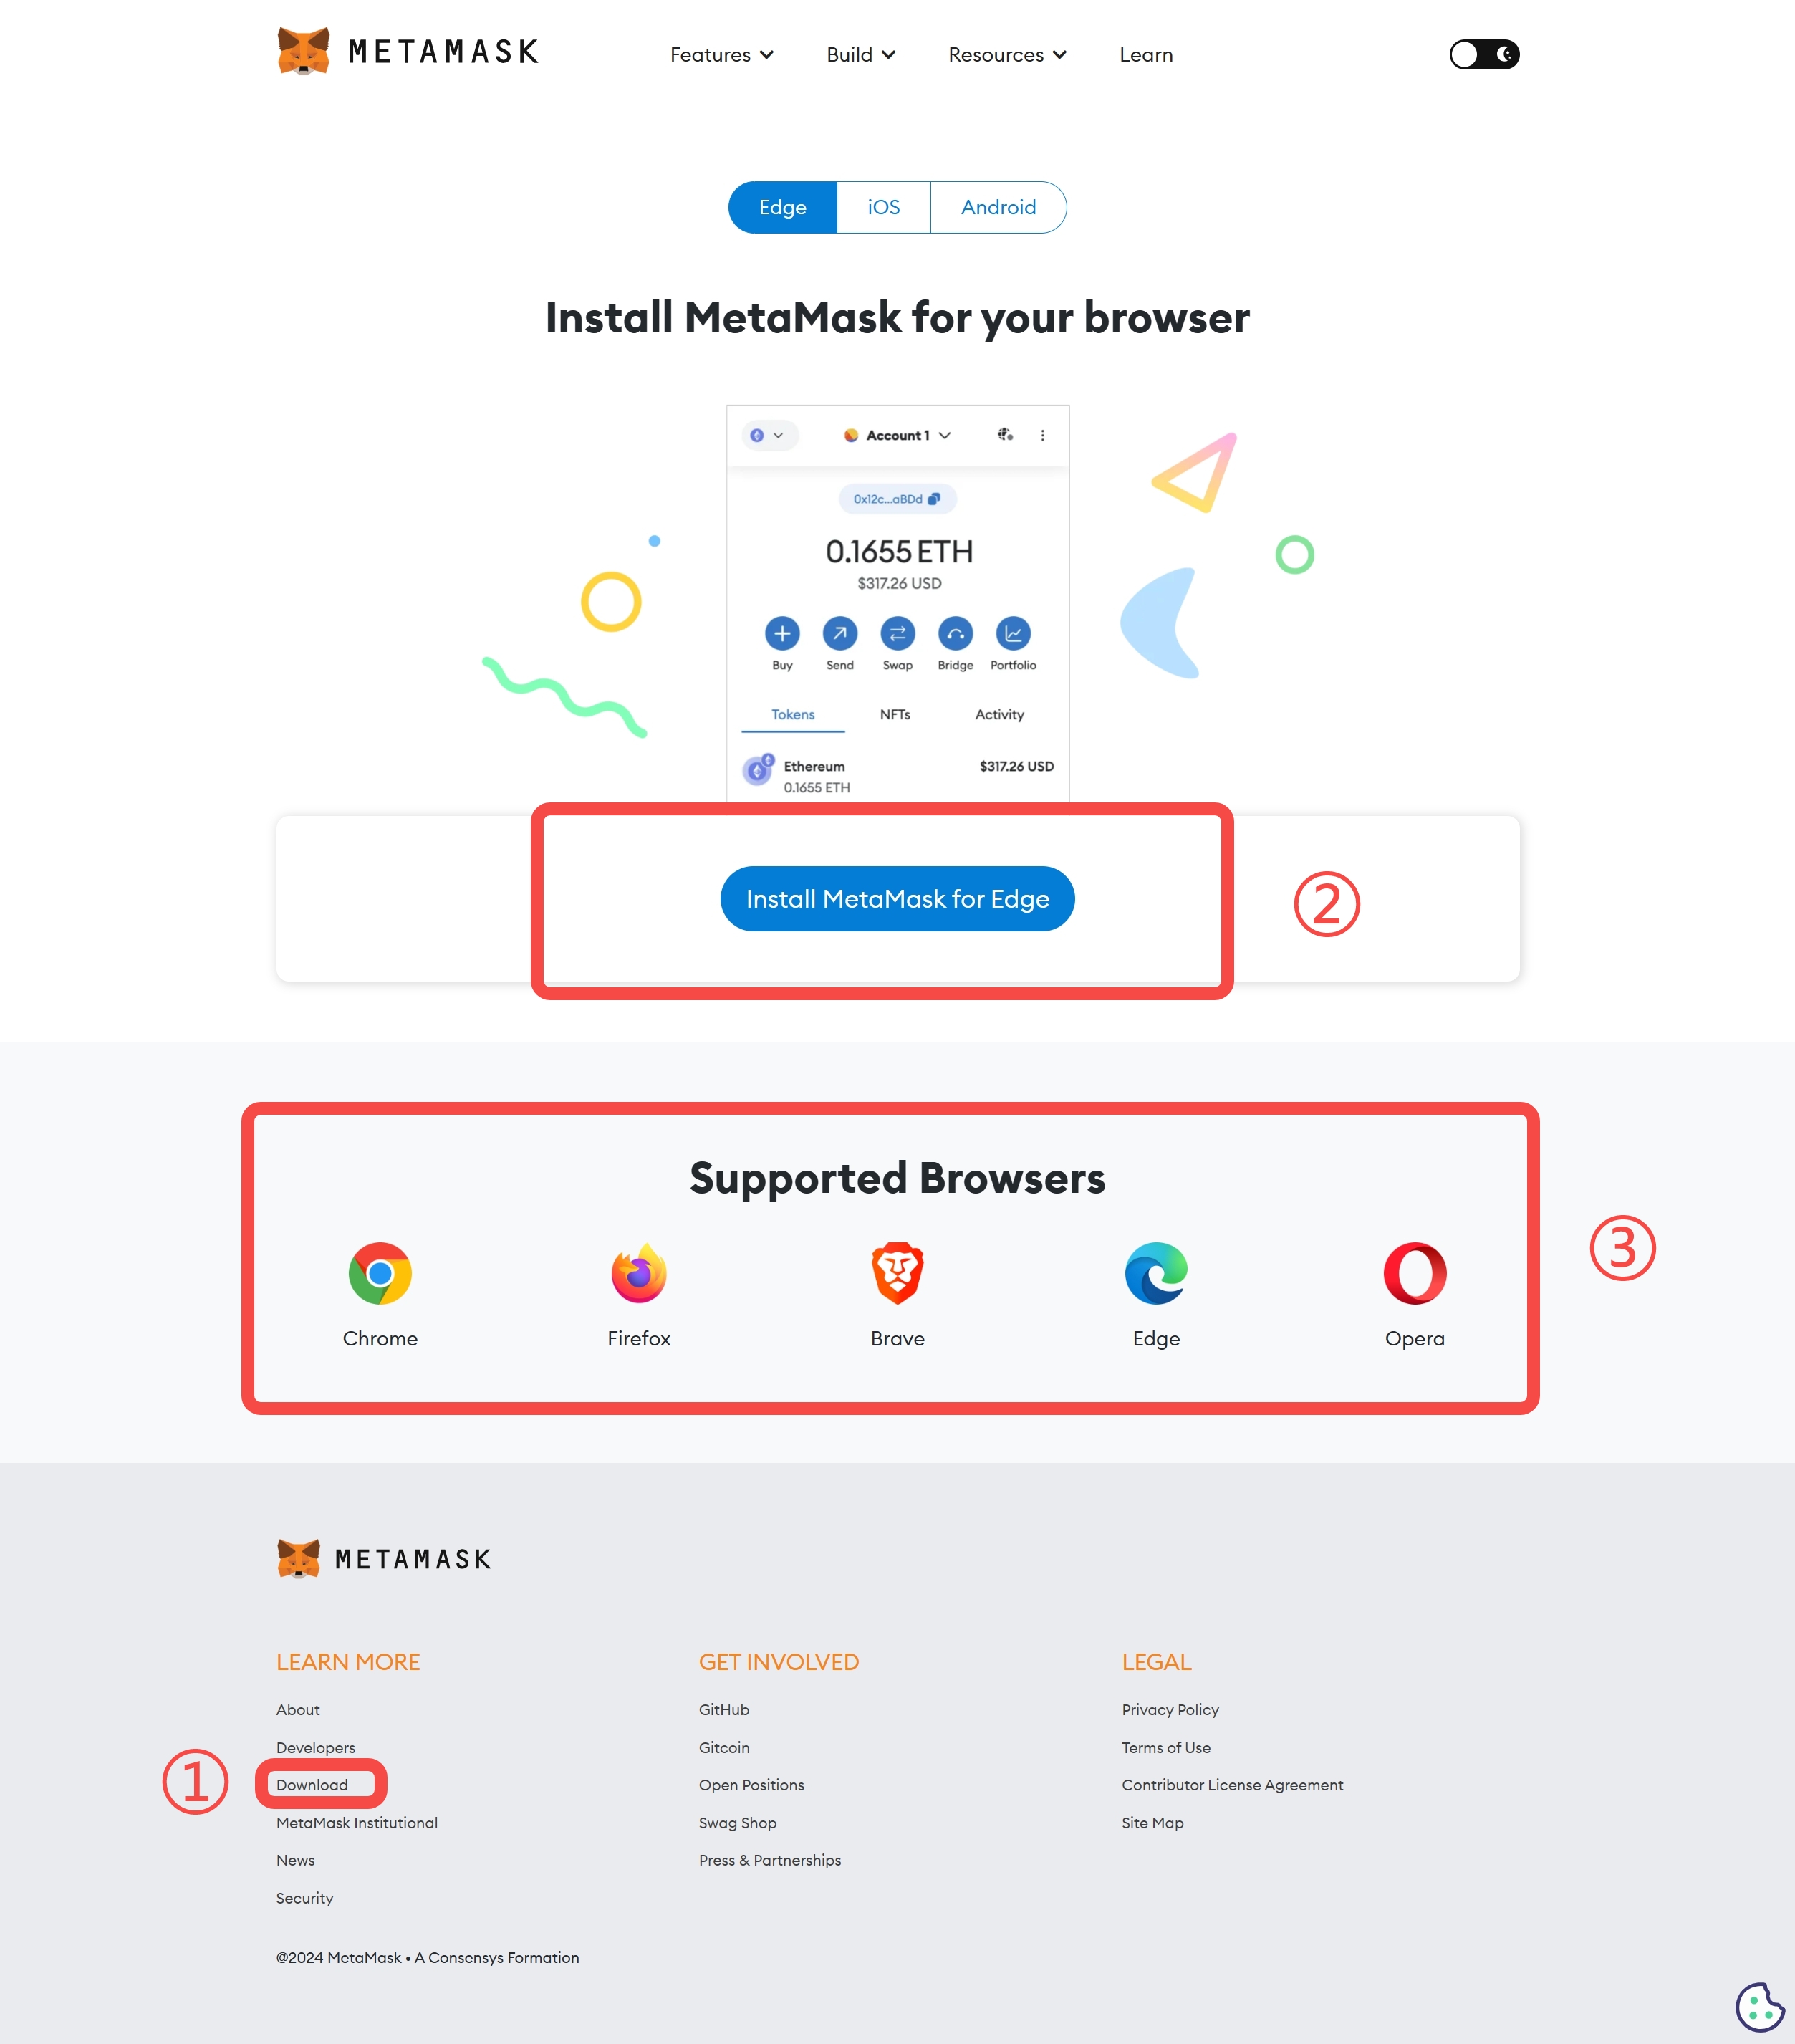 METAMASK
Features Build Resources Learn
Edge iOS Android
Install MetaMask for your browser
Account 1
0x12c...aBDd
0.1655 ETH
$317.26 USD
Buy Send Swap Bridge Portfolio
Tokens NFTs Activity
Ethereum $317.26 USD
0.1655 ETH
Install MetaMask for Edge
②
Supported Browsers
③
Chrome Firefox Brave Edge Opera
METAMASK
LEARN MORE
About
Developers
① Download
MetaMask Institutional
News
Security
GET INVOLVED
GitHub
Gitcoin
Open Positions
Swag Shop
Press & Partnerships
LEGAL
Privacy Policy
Terms of Use
Contributor License Agreement
Site Map
@2024 MetaMask • A Consensys Formation